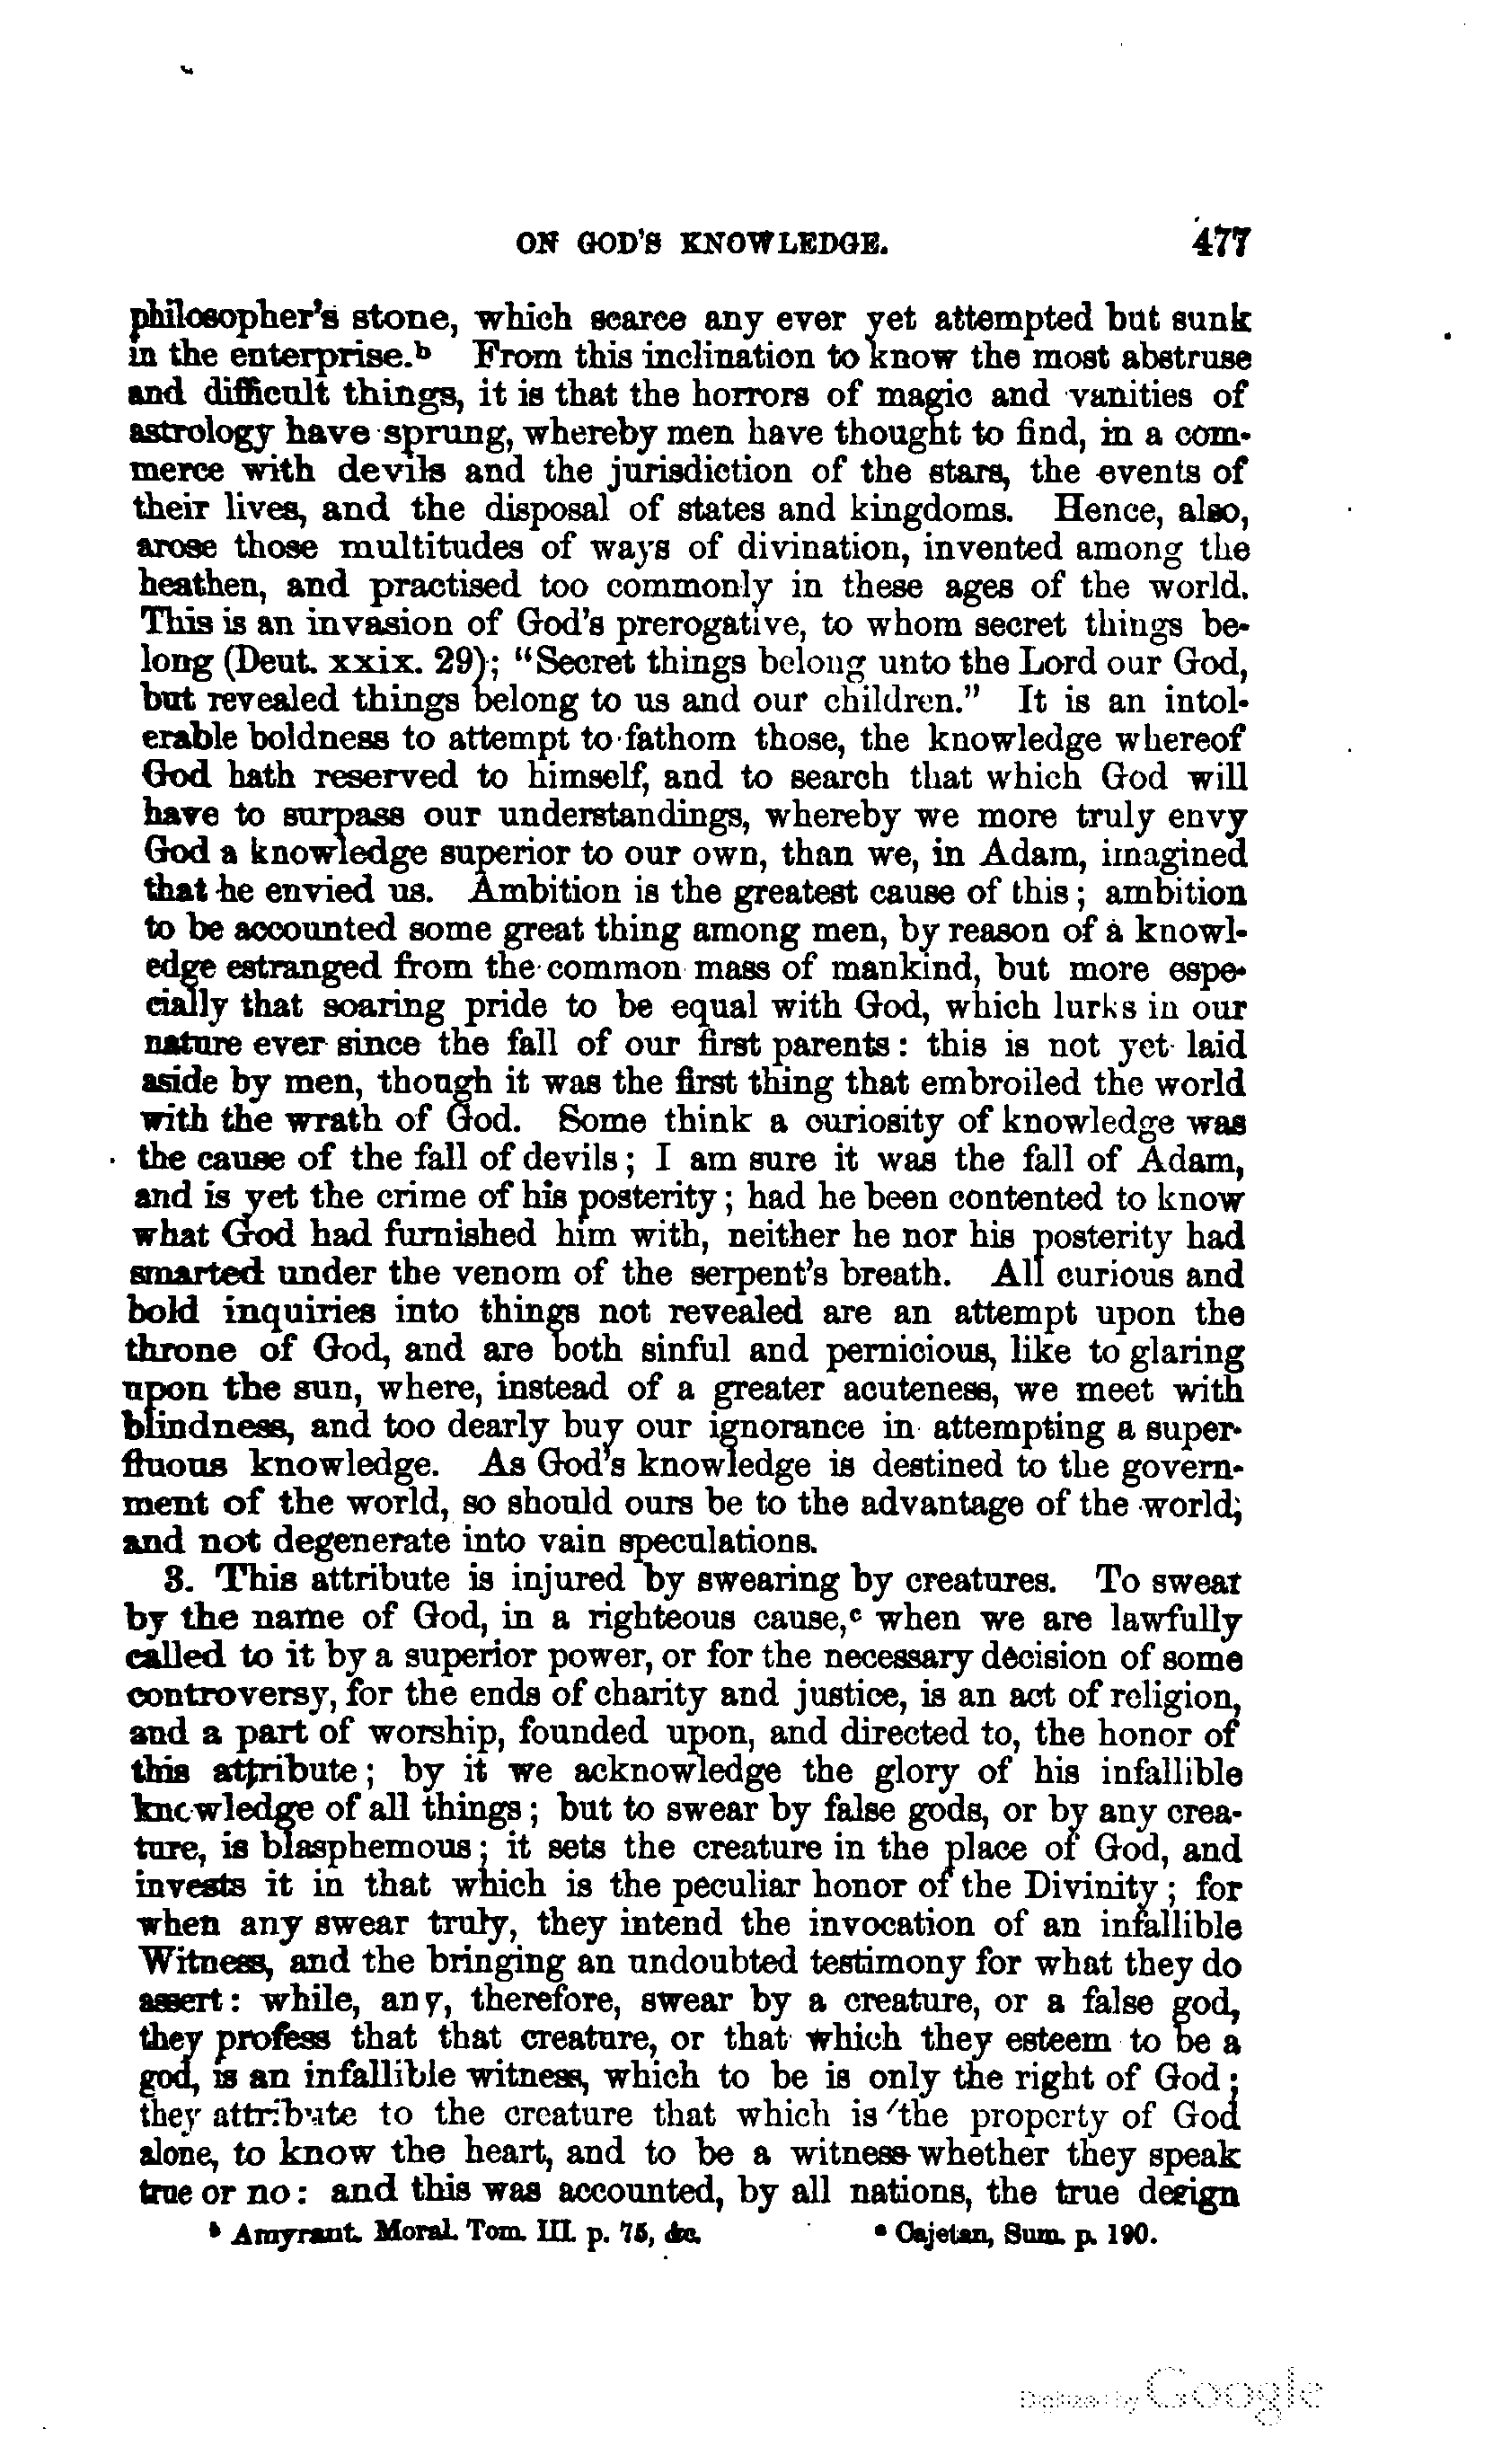 ON GOD'S KNOWLEDGE. 477
philosopher's stone, which scarce any ever yet attempted but sunk
in the enterprise.ᵇ From this inclination to know the most abstruse
and difficult things, it is that the horrors of magic and vanities of
astrology have sprung, whereby men have thought to find, in a com-
merce with devils and the jurisdiction of the stars, the events of
their lives, and the disposal of states and kingdoms. Hence, also,
arose those multitudes of ways of divination, invented among the
heathen, and practised too commonly in these ages of the world.
This is an invasion of God's prerogative, to whom secret things be-
long (Deut. xxix. 29); "Secret things belong unto the Lord our God,
but revealed things belong to us and our children." It is an intol-
erable boldness to attempt to fathom those, the knowledge whereof
God hath reserved to himself, and to search that which God will
have to surpass our understandings, whereby we more truly envy
God a knowledge superior to our own, than we, in Adam, imagined
that he envied us. Ambition is the greatest cause of this; ambition
to be accounted some great thing among men, by reason of a knowl-
edge estranged from the common mass of mankind, but more espe-
cially that soaring pride to be equal with God, which lurks in our
nature ever since the fall of our first parents: this is not yet laid
aside by men, though it was the first thing that embroiled the world
with the wrath of God. Some think a curiosity of knowledge was
the cause of the fall of devils; I am sure it was the fall of Adam,
and is yet the crime of his posterity; had he been contented to know
what God had furnished him with, neither he nor his posterity had
smarted under the venom of the serpent's breath. All curious and
bold inquiries into things not revealed are an attempt upon the
throne of God, and are both sinful and pernicious, like to glaring
upon the sun, where, instead of a greater acuteness, we meet with
blindness, and too dearly buy our ignorance in attempting a super-
fluous knowledge. As God's knowledge is destined to the govern-
ment of the world, so should ours be to the advantage of the world;
and not degenerate into vain speculations.
3. This attribute is injured by swearing by creatures. To swear
by the name of God, in a righteous cause,ᶜ when we are lawfully
called to it by a superior power, or for the necessary decision of some
controversy, for the ends of charity and justice, is an act of religion,
and a part of worship, founded upon, and directed to, the honor of
this attribute; by it we acknowledge the glory of his infallible
knowledge of all things; but to swear by false gods, or by any crea-
ture, is blasphemous; it sets the creature in the place of God, and
invests it in that which is the peculiar honor of the Divinity; for
when any swear truly, they intend the invocation of an infallible
Witness, and the bringing an undoubted testimony for what they do
assert: while, any, therefore, swear by a creature, or a false god,
they profess that that creature, or that which they esteem to be a
god, is an infallible witness, which to be is only the right of God;
they attribute to the creature that which is the property of God
alone, to know the heart, and to be a witness whether they speak
true or no: and this was accounted, by all nations, the true design
ᵇ Amyrant. Moral. Tom. III. p. 75, &c. ᶜ Cajetan, Sum. p. 190.
Digitized by Google